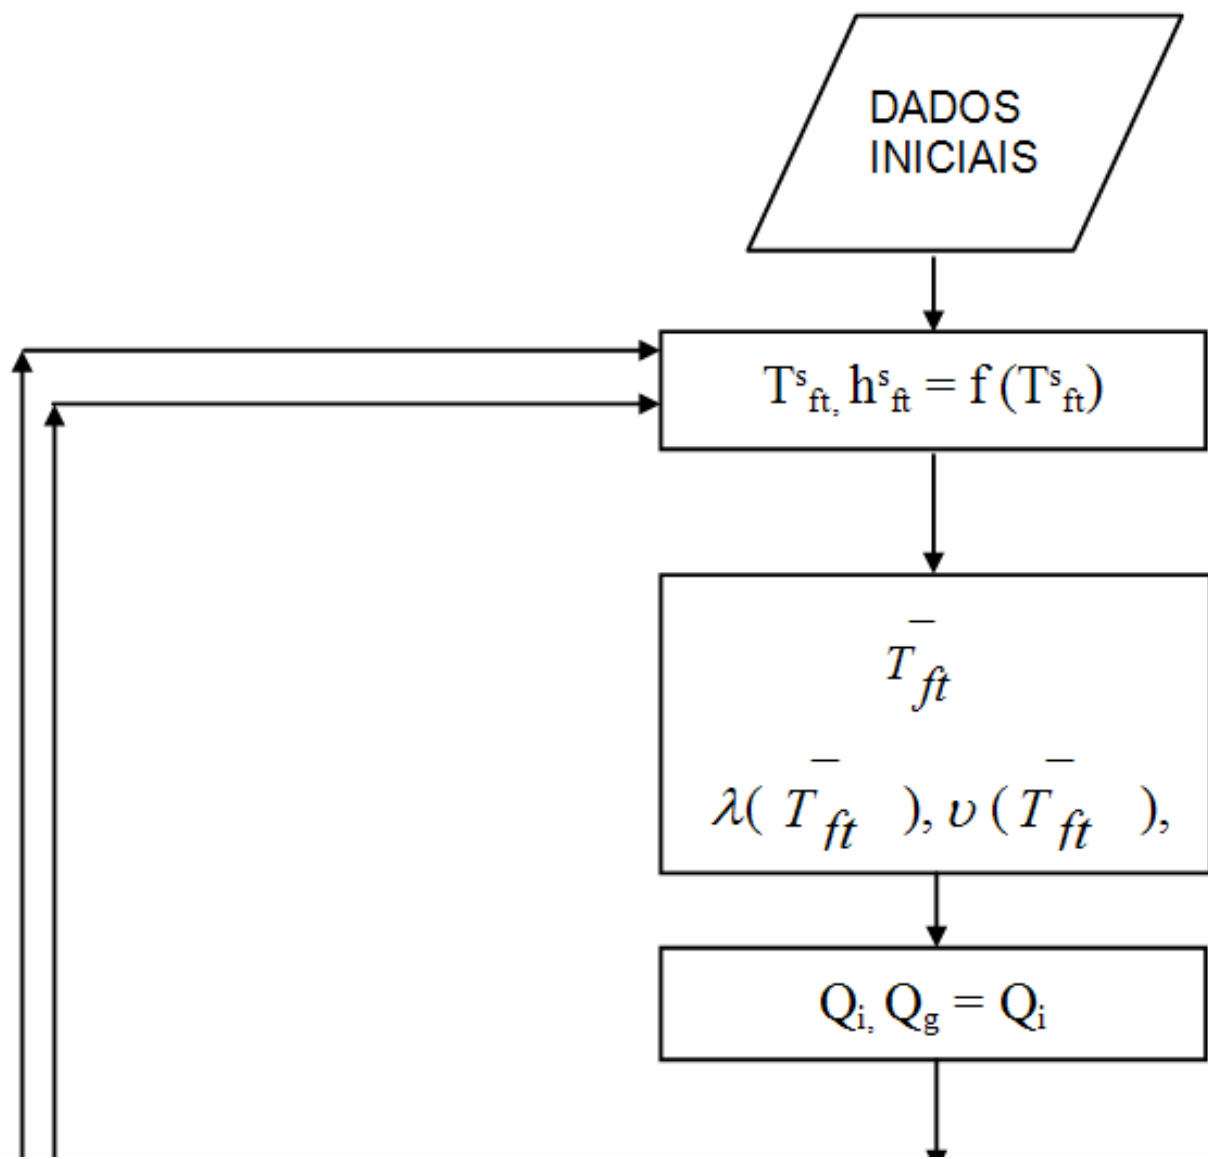 DADOS
INICIAIS
Tˢft, hˢft = f (Tˢft)
T̄ft
λ( T̄ft ), υ ( T̄ft ),
Qi, Qg = Qi